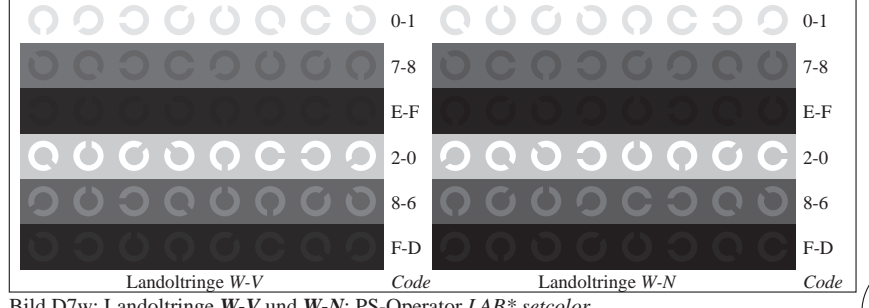 0-1 0-1
7-8 7-8
E-F E-F
2-0 2-0
8-6 8-6
F-D F-D
Landoltringe W-V Code Landoltringe W-N Code
Bild D7w: Landoltringe W-V und W-N; PS-Operator LAB* setcolor